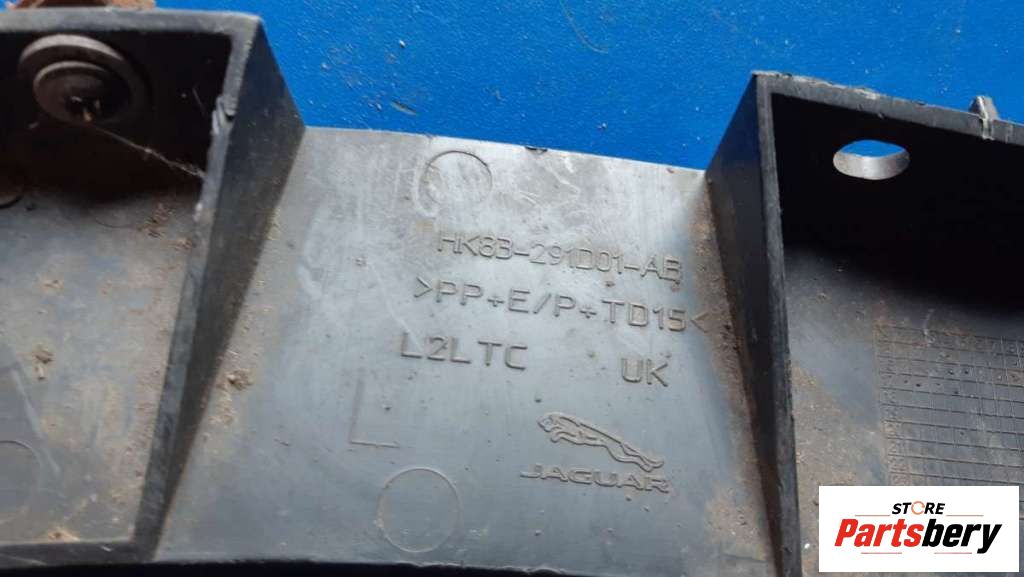 HK83-291D01-AB
>PP+E/P+TD15<
L2LTC UK
L
JAGUAR
STORE
Partsbery